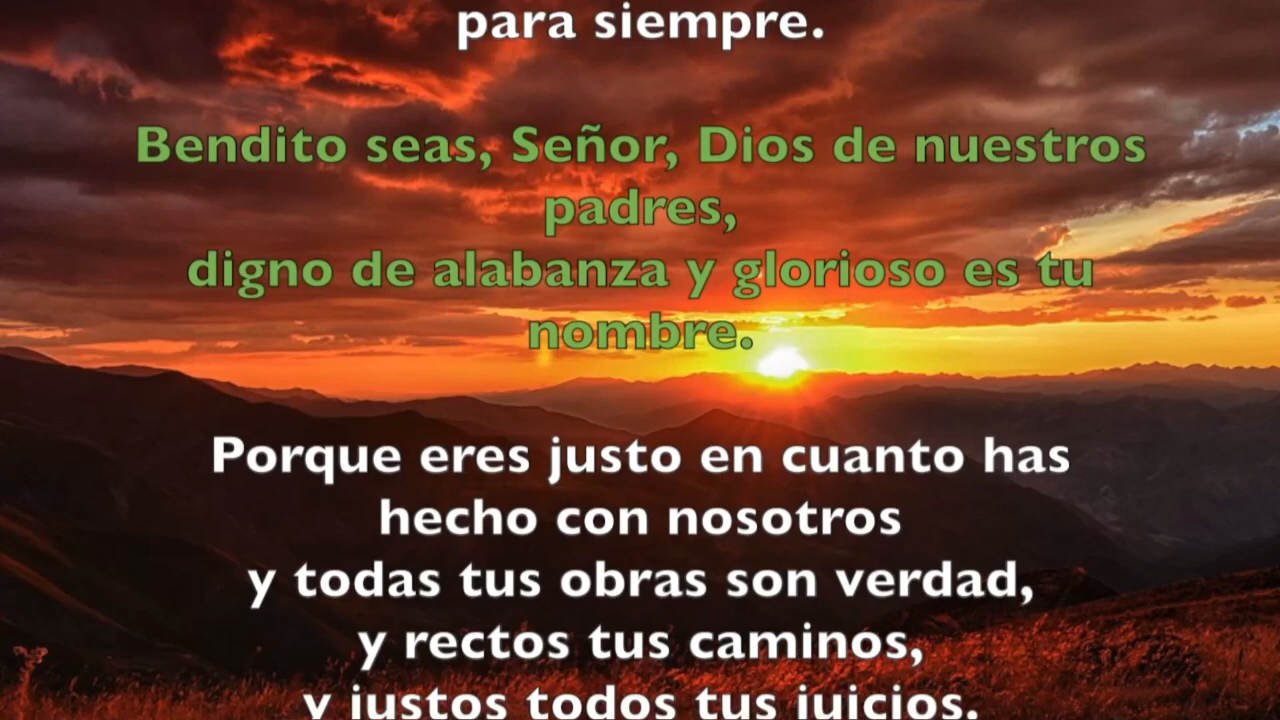 para siempre.
Bendito seas, Señor, Dios de nuestros
padres,
digno de alabanza y glorioso es tu
nombre.
Porque eres justo en cuanto has
hecho con nosotros
y todas tus obras son verdad,
y rectos tus caminos,
y justos todos tus juicios.